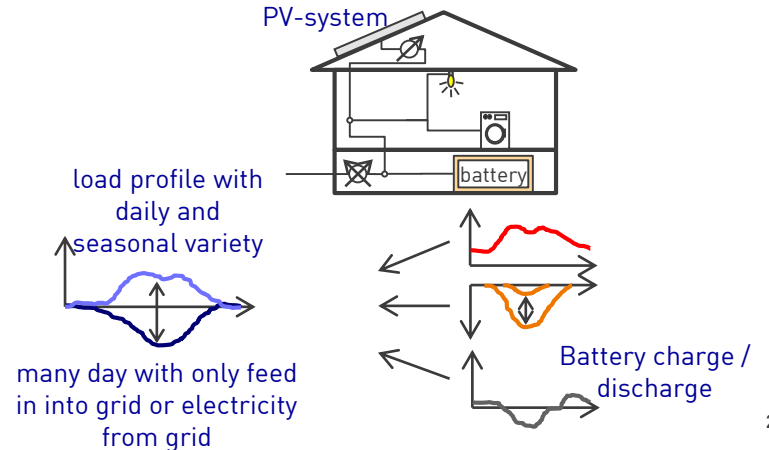 PV-system
battery
load profile with
daily and
seasonal variety
many day with only feed
in into grid or electricity
from grid
Battery charge /
discharge
2